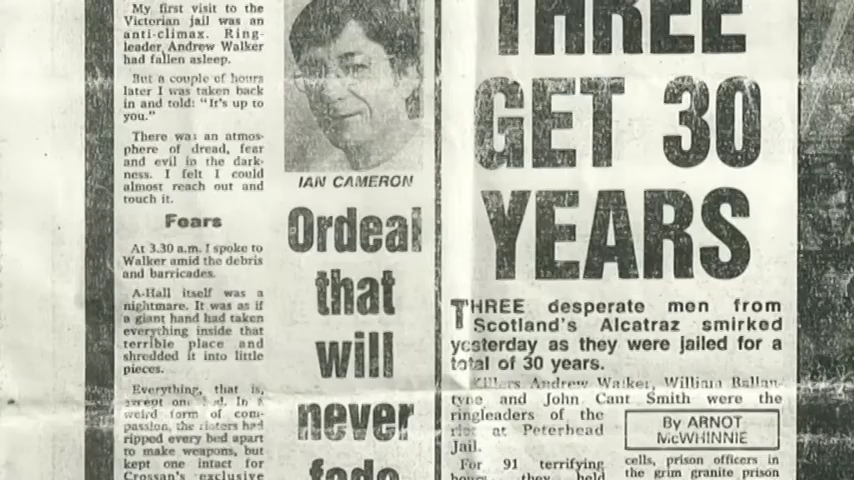 My first visit to the
Victorian jail was an
anti-climax. Ring-
leader Andrew Walker
had fallen asleep.
But a couple of hours
later I was taken back
in and told: "It's up to
you."
There was an atmos-
phere of dread, fear
and evil in the dark-
ness. I felt I could
almost reach out and
touch it.
Fears
At 3.30 a.m. I spoke to
Walker amid the debris
and barricades.
A-Hall itself was a
nightmare. It was as if
a giant hand had taken
everything inside that
terrible place and
shredded it into little
pieces.
Everything, that is,
except one In a
weird form of com-
passion, the rioters had
ripped every bed apart
to make weapons, but
kept one intact for
Crossan's exclusive
IAN CAMERON
Ordeal
that
will
never
fade
THREE
GET 30
YEARS
THREE desperate men from
Scotland's Alcatraz smirked
yesterday as they were jailed for a
total of 30 years.
Killers Andrew Walker, William Ballan-
tyne and John Cant Smith were the
ringleaders of the
riot at Peterhead
Jail.
For 91 terrifying
hours they held
By ARNOT
McWHINNIE
cells, prison officers in
the grim granite prison